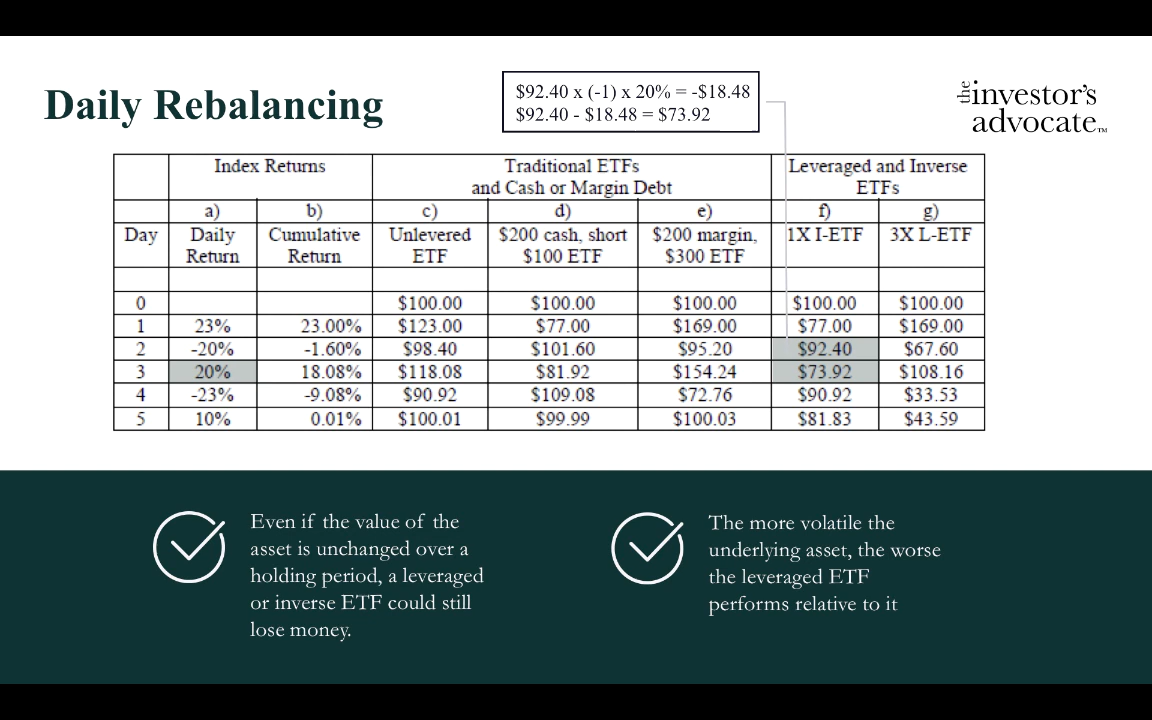 Daily Rebalancing
$92.40 x (-1) x 20% = -$18.48
$92.40 - $18.48 = $73.92
the investor's
advocate™
Index Returns Traditional ETFs Leveraged and Inverse
and Cash or Margin Debt ETFs
a) b) c) d) e) f) g)
Day Daily Cumulative Unlevered $200 cash, short $200 margin, 1X I-ETF 3X L-ETF
Return Return ETF $100 ETF $300 ETF
0 $100.00 $100.00 $100.00 $100.00 $100.00
1 23% 23.00% $123.00 $77.00 $169.00 $77.00 $169.00
2 -20% -1.60% $98.40 $101.60 $95.20 $92.40 $67.60
3 20% 18.08% $118.08 $81.92 $154.24 $73.92 $108.16
4 -23% -9.08% $90.92 $109.08 $72.76 $90.92 $33.53
5 10% 0.01% $100.01 $99.99 $100.03 $81.83 $43.59
Even if the value of the
asset is unchanged over a
holding period, a leveraged
or inverse ETF could still
lose money.
The more volatile the
underlying asset, the worse
the leveraged ETF
performs relative to it